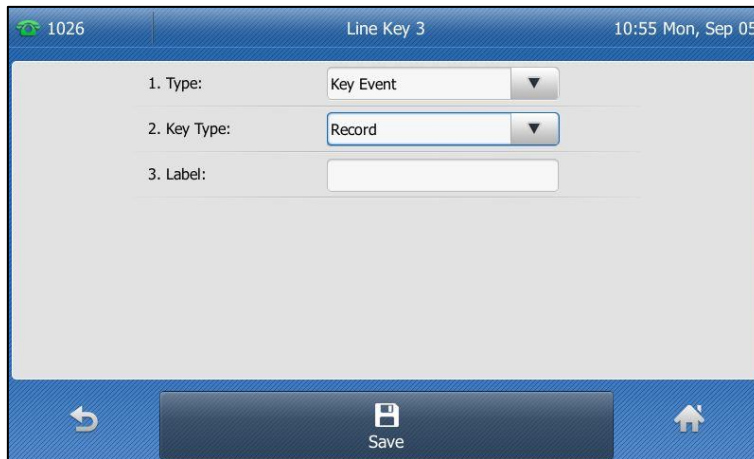 1026 Line Key 3 10:55 Mon, Sep 05
1. Type: Key Event
2. Key Type: Record
3. Label:
Save